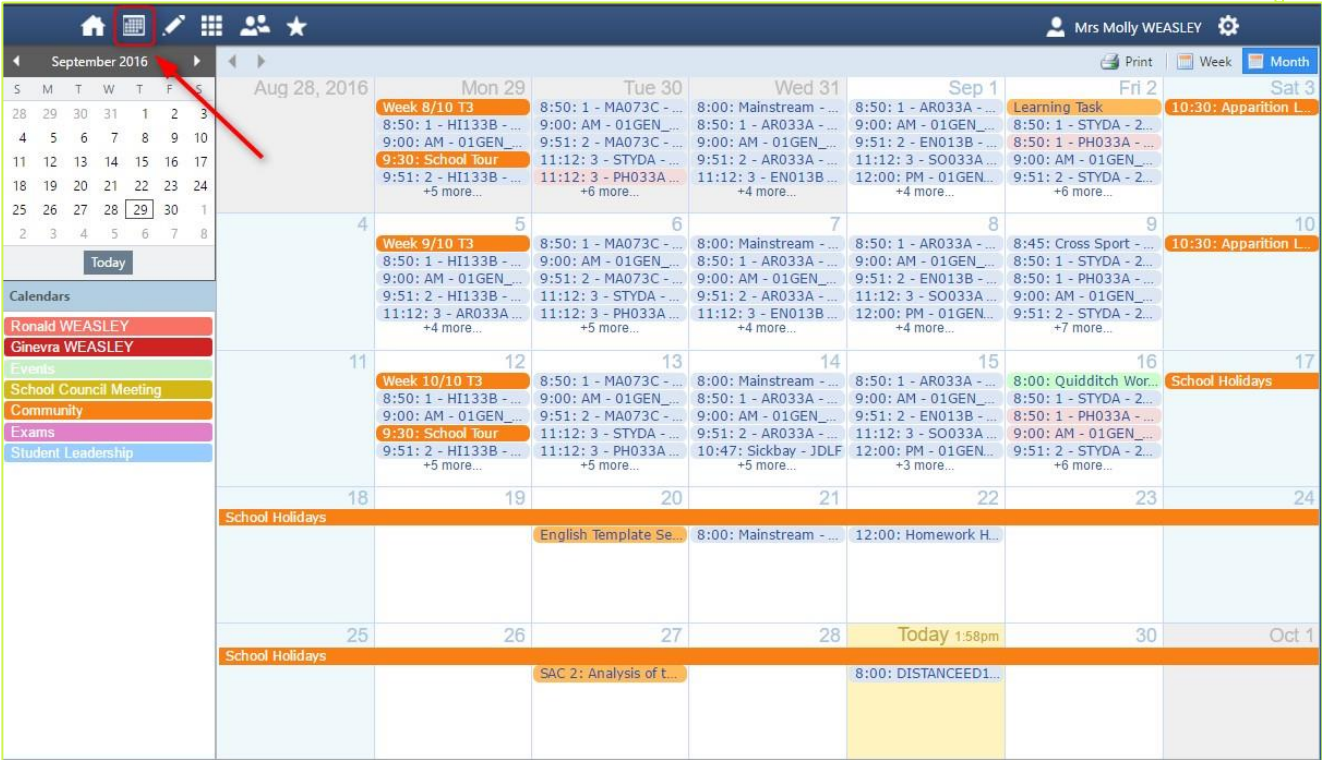 Mrs Molly WEASLEY
September 2016
Print Week Month
S M T W T F S
28 29 30 31 1 2 3
4 5 6 7 8 9 10
11 12 13 14 15 16 17
18 19 20 21 22 23 24
25 26 27 28 29 30 1
2 3 4 5 6 7 8
Today
Calendars
Ronald WEASLEY
Ginevra WEASLEY
Events
School Council Meeting
Community
Exams
Student Leadership
Aug 28, 2016 Mon 29 Tue 30 Wed 31 Sep 1 Fri 2 Sat 3
Week 8/10 T3 8:50: 1 - MA073C - ... 8:00: Mainstream - ... 8:50: 1 - AR033A - ... Learning Task 10:30: Apparition L...
8:50: 1 - HI133B - ... 9:00: AM - 01GEN_... 8:50: 1 - AR033A - ... 9:00: AM - 01GEN_... 8:50: 1 - STYDA - 2...
9:00: AM - 01GEN_... 9:51: 2 - MA073C - ... 9:00: AM - 01GEN_... 9:51: 2 - EN013B - ... 8:50: 1 - PH033A - ...
9:30: School Tour 11:12: 3 - STYDA - ... 9:51: 2 - AR033A - ... 11:12: 3 - SO033A ... 9:00: AM - 01GEN_...
9:51: 2 - HI133B - ... 11:12: 3 - PH033A ... 11:12: 3 - EN013B ... 12:00: PM - 01GEN... 9:51: 2 - STYDA - 2...
+5 more... +6 more... +4 more... +4 more... +6 more...
4 5 6 7 8 9 10
Week 9/10 T3 8:50: 1 - MA073C - ... 8:00: Mainstream - ... 8:50: 1 - AR033A - ... 8:45: Cross Sport - ... 10:30: Apparition L...
8:50: 1 - HI133B - ... 9:00: AM - 01GEN_... 8:50: 1 - AR033A - ... 9:00: AM - 01GEN_... 8:50: 1 - STYDA - 2...
9:00: AM - 01GEN_... 9:51: 2 - MA073C - ... 9:00: AM - 01GEN_... 9:51: 2 - EN013B - ... 8:50: 1 - PH033A - ...
9:51: 2 - HI133B - ... 11:12: 3 - STYDA - ... 9:51: 2 - AR033A - ... 11:12: 3 - SO033A ... 9:00: AM - 01GEN_...
11:12: 3 - AR033A ... 11:12: 3 - PH033A ... 11:12: 3 - EN013B ... 12:00: PM - 01GEN... 9:51: 2 - STYDA - 2...
+4 more... +5 more... +4 more... +4 more... +7 more...
11 12 13 14 15 16 17
Week 10/10 T3 8:50: 1 - MA073C - ... 8:00: Mainstream - ... 8:50: 1 - AR033A - ... 8:00: Quidditch Wor... School Holidays
8:50: 1 - HI133B - ... 9:00: AM - 01GEN_... 8:50: 1 - AR033A - ... 9:00: AM - 01GEN_... 8:50: 1 - STYDA - 2...
9:00: AM - 01GEN_... 9:51: 2 - MA073C - ... 9:00: AM - 01GEN_... 9:51: 2 - EN013B - ... 8:50: 1 - PH033A - ...
9:30: School Tour 11:12: 3 - STYDA - ... 9:51: 2 - AR033A - ... 11:12: 3 - SO033A ... 9:00: AM - 01GEN_...
9:51: 2 - HI133B - ... 11:12: 3 - PH033A ... 10:47: Sickbay - JDLF 12:00: PM - 01GEN... 9:51: 2 - STYDA - 2...
+5 more... +5 more... +5 more... +3 more... +6 more...
18 19 20 21 22 23 24
School Holidays
English Template Se... 8:00: Mainstream - ... 12:00: Homework H...
25 26 27 28 Today 1:58pm 30 Oct 1
School Holidays
SAC 2: Analysis of t... 8:00: DISTANCEED1...